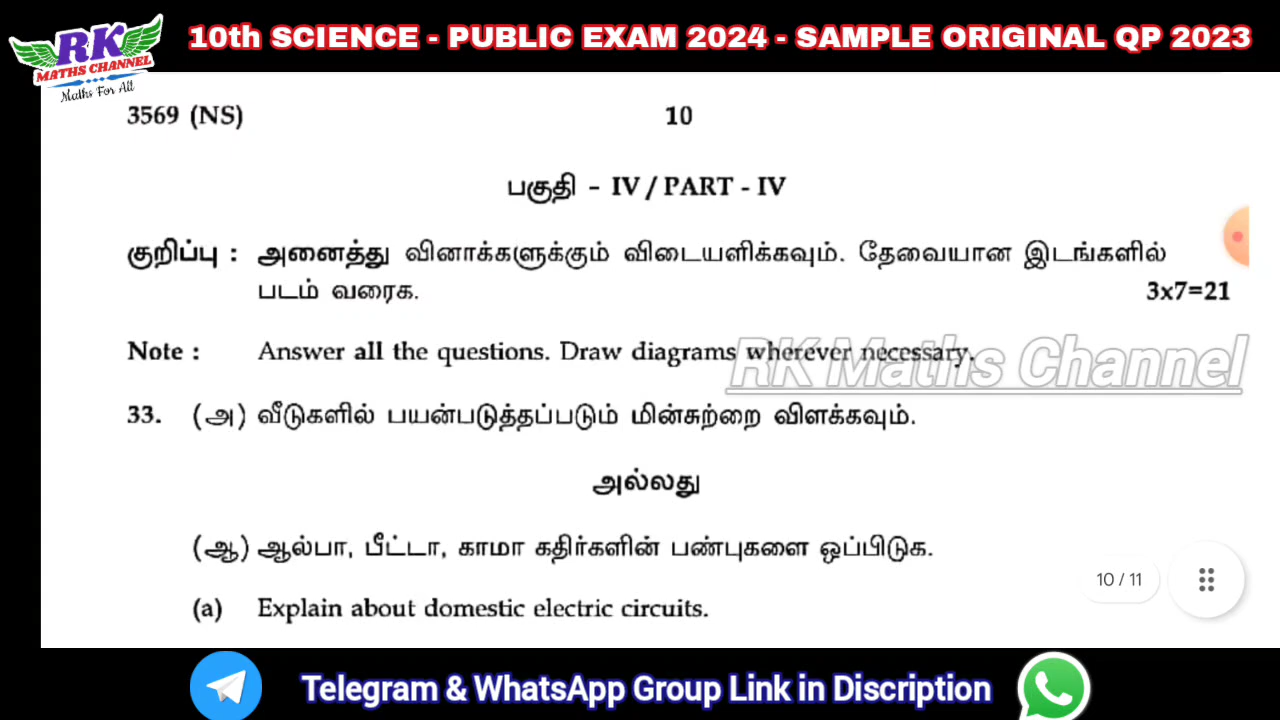 RK
MATHS CHANNEL
Maths For All
10th SCIENCE - PUBLIC EXAM 2024 - SAMPLE ORIGINAL QP 2023
3569 (NS) 10
பகுதி - IV / PART - IV
குறிப்பு : அனைத்து வினாக்களுக்கும் விடையளிக்கவும். தேவையான இடங்களில்
படம் வரைக. 3x7=21
Note : Answer all the questions. Draw diagrams wherever necessary.
RK Maths Channel
33. (அ) வீடுகளில் பயன்படுத்தப்படும் மின்சுற்றை விளக்கவும்.
அல்லது
(ஆ) ஆல்பா, பீட்டா, காமா கதிர்களின் பண்புகளை ஒப்பிடுக.
10 / 11
(a) Explain about domestic electric circuits.
Telegram & WhatsApp Group Link in Discription